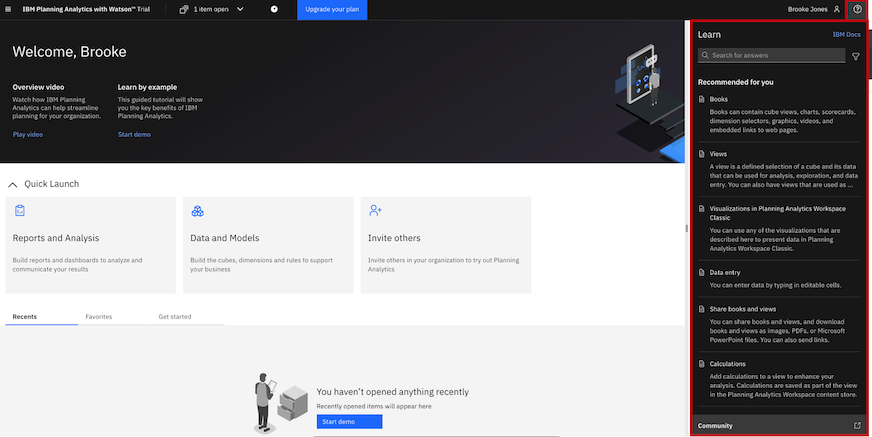 IBM Planning Analytics with Watson™ Trial
1 item open
Upgrade your plan
Brooke Jones
Welcome, Brooke
Overview video
Watch how IBM Planning
Analytics can help streamline
planning for your organization.
Play video
Learn by example
This guided tutorial will show
you the key benefits of IBM
Planning Analytics.
Start demo
Quick Launch
Reports and Analysis
Build reports and dashboards to analyze and
communicate your results
Data and Models
Build the cubes, dimensions and rules to support
your business
Invite others
Invite others in your organization to try out Planning
Analytics
Recents
Favorites
Get started
You haven't opened anything recently
Recently opened items will appear here
Start demo
Learn
IBM Docs
Search for answers
Recommended for you
Books
Books can contain cube views, charts, scorecards,
dimension selectors, graphics, videos, and
embedded links to web pages.
Views
A view is a defined selection of a cube and its data
that can be used for analysis, exploration, and data
entry. You can also have views that are used as ...
Visualizations in Planning Analytics Workspace
Classic
You can use any of the visualizations that are
described here to present data in Planning
Analytics Workspace Classic.
Data entry
You can enter data by typing in editable cells.
Share books and views
You can share books and views, and download
books and views as images, PDFs, or Microsoft
PowerPoint files. You can also send links.
Calculations
Add calculations to a view to enhance your
analysis. Calculations are saved as part of the view
in the Planning Analytics Workspace content store.
Community